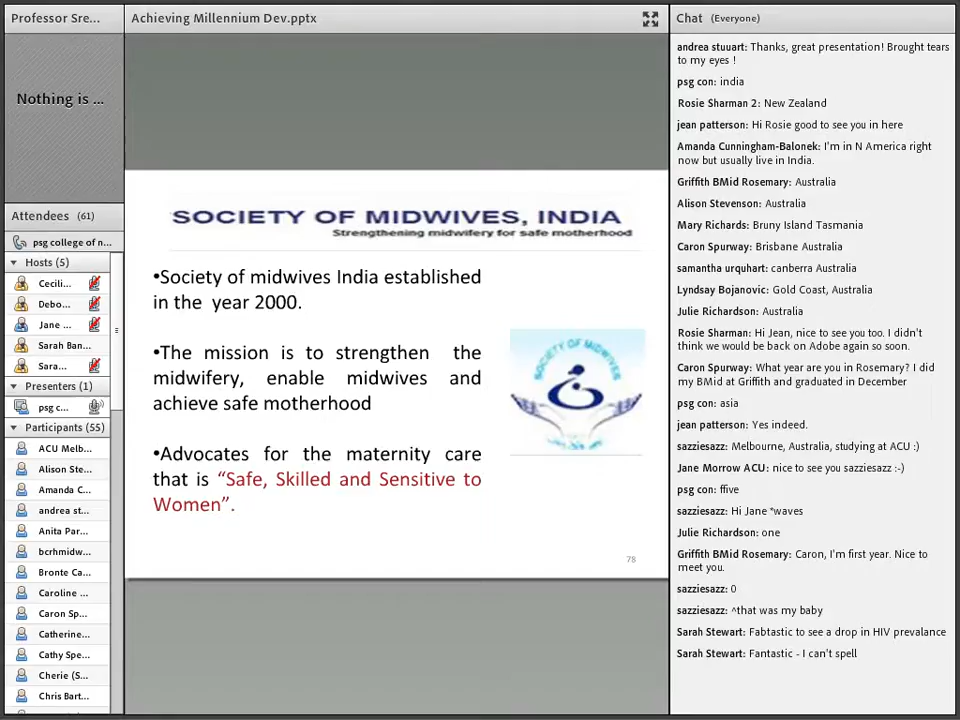 Professor Sre...
Nothing is ...
Attendees (61)
psg college of n...
Hosts (5)
Cecili...
Debo...
Jane ...
Sarah Ban...
Sara...
Presenters (1)
psg c...
Participants (55)
ACU Melb...
Alison Ste...
Amanda C...
andrea st...
Anita Par...
bcrhmidw...
Bronte Ca...
Caroline ...
Caron Sp...
Catherine...
Cathy Spe...
Cherie (S...
Chris Bart...
Achieving Millennium Dev.pptx
SOCIETY OF MIDWIVES, INDIA
Strengthening midwifery for safe motherhood
•Society of midwives India established
in the year 2000.
•The mission is to strengthen the
midwifery, enable midwives and
achieve safe motherhood
•Advocates for the maternity care
that is “Safe, Skilled and Sensitive to
Women”.
SOCIETY OF MIDWIVES
78
Chat (Everyone)
andrea stuuart: Thanks, great presentation! Brought tears
to my eyes !
psg con: india
Rosie Sharman 2: New Zealand
jean patterson: Hi Rosie good to see you in here
Amanda Cunningham-Balonek: I'm in N America right
now but usually live in India.
Griffith BMid Rosemary: Australia
Alison Stevenson: Australia
Mary Richards: Bruny Island Tasmania
Caron Spurway: Brisbane Australia
samantha urquhart: canberra Australia
Lyndsay Bojanovic: Gold Coast, Australia
Julie Richardson: Australia
Rosie Sharman: Hi Jean, nice to see you too. I didn't
think we would be back on Adobe again so soon.
Caron Spurway: What year are you in Rosemary? I did
my BMid at Griffith and graduated in December
psg con: asia
jean patterson: Yes indeed.
sazziesazz: Melbourne, Australia, studying at ACU :)
Jane Morrow ACU: nice to see you sazziesazz :-)
psg con: ffive
sazziesazz: Hi Jane *waves
Julie Richardson: one
Griffith BMid Rosemary: Caron, I'm first year. Nice to
meet you.
sazziesazz: 0
sazziesazz: ^that was my baby
Sarah Stewart: Fabtastic to see a drop in HIV prevalance
Sarah Stewart: Fantastic - I can't spell